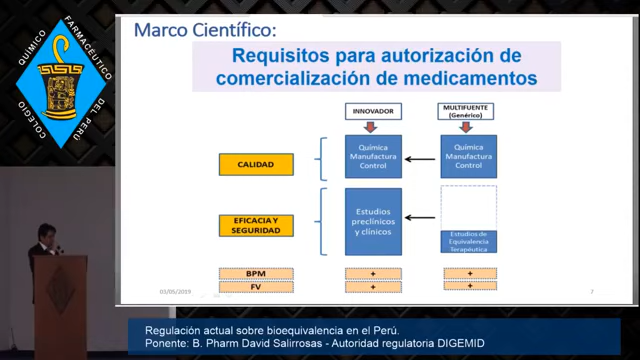 Marco Científico:
Requisitos para autorización de
comercialización de medicamentos
QUÍMICO
FARMACÉUTICO
DEL PERÚ
COLEGIO
INNOVADOR
MULTIFUENTE
(Genérico)
CALIDAD
Química
Manufactura
Control
Química
Manufactura
Control
EFICACIA Y
SEGURIDAD
Estudios
preclínicos
y clínicos
Estudios de
Equivalencia
Terapéutica
BPM + +
FV + +
03/05/2019
7
Regulación actual sobre bioequivalencia en el Perú.
Ponente: B. Pharm David Salirrosas - Autoridad regulatoria DIGEMID